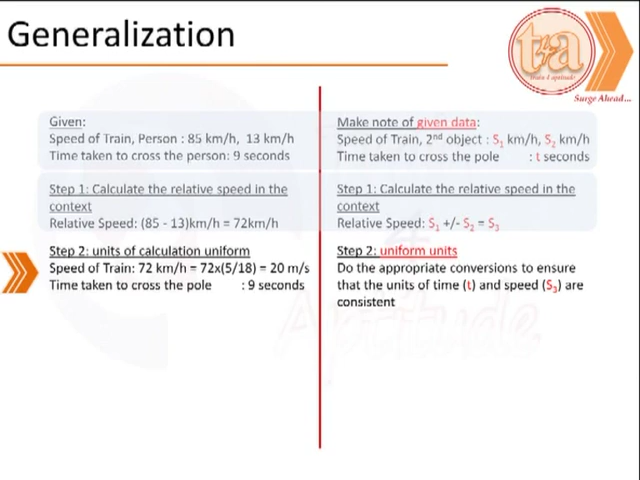 Generalization
t4a
train 4 aptitude
Surge Ahead...
Given:
Speed of Train, Person : 85 km/h, 13 km/h
Time taken to cross the person: 9 seconds
Step 1: Calculate the relative speed in the
context
Relative Speed: (85 - 13)km/h = 72km/h
Step 2: units of calculation uniform
Speed of Train: 72 km/h = 72x(5/18) = 20 m/s
Time taken to cross the pole : 9 seconds
Make note of given data:
Speed of Train, 2nd object : S1 km/h, S2 km/h
Time taken to cross the pole : t seconds
Step 1: Calculate the relative speed in the
context
Relative Speed: S1 +/- S2 = S3
Step 2: uniform units
Do the appropriate conversions to ensure
that the units of time (t) and speed (S3) are
consistent
Aptitude